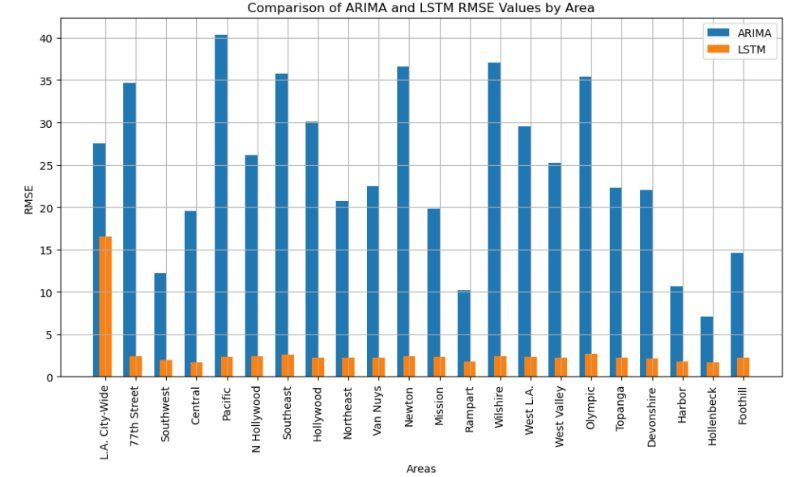 Comparison of ARIMA and LSTM RMSE Values by Area
ARIMA
LSTM
40
35
30
25
20
15
10
5
0
RMSE
L.A. City-Wide
77th Street
Southwest
Central
Pacific
N Hollywood
Southeast
Hollywood
Northeast
Van Nuys
Newton
Mission
Rampart
Wilshire
West L.A.
West Valley
Olympic
Topanga
Devonshire
Harbor
Hollenbeck
Foothill
Areas